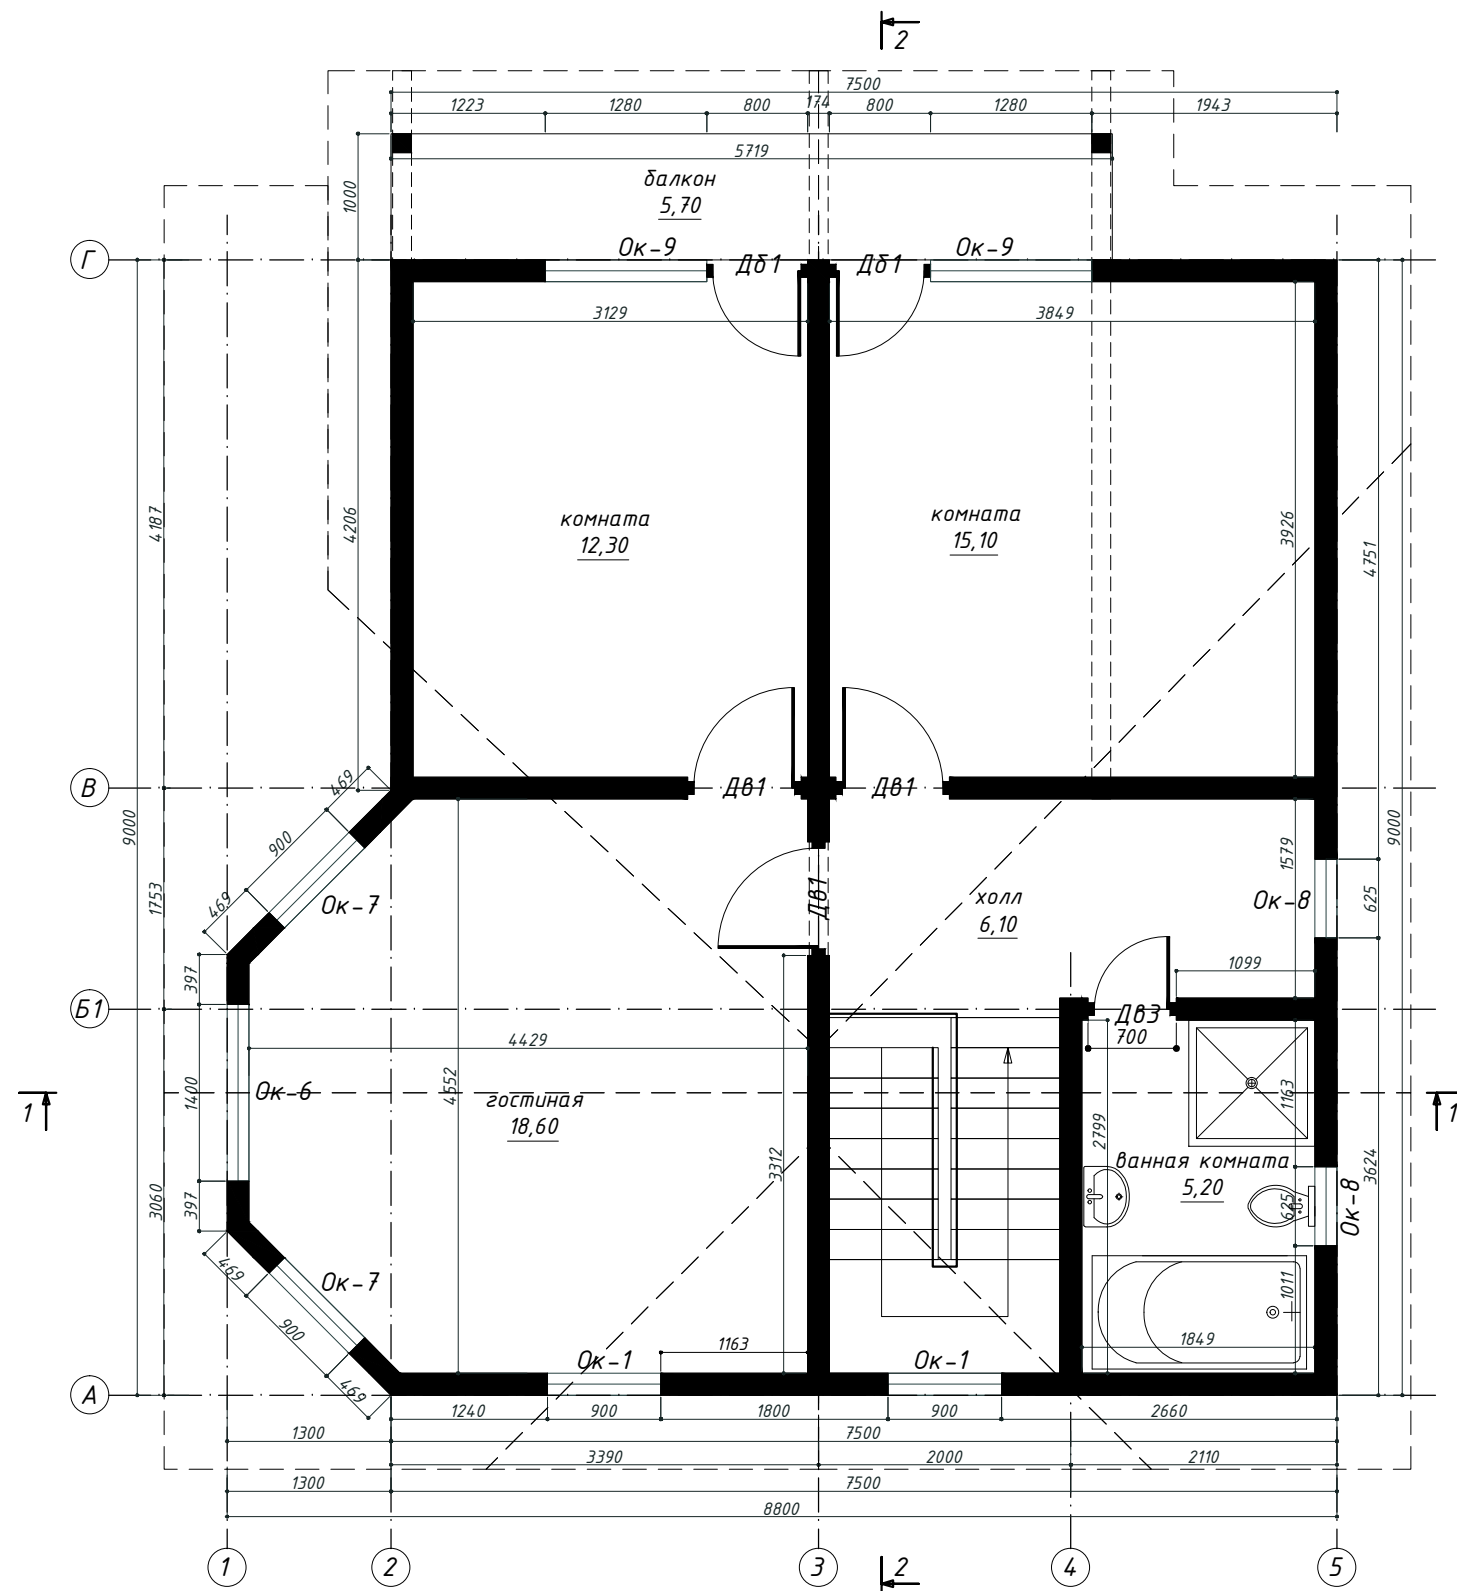 2
7500
1223 1280 800 174 800 1280 1943
5719
балкон
5,70
1000
Г
Ок-9 Дб1 Дб1 Ок-9
3129 3849
4187
4206
комната
12,30
комната
15,10
3926
4751
В
Дв1 Дв1
9000
9000
469
900
469
1753
Ок-7
Дв1
холл
6,10
1579
Ок-8
625
397
1099
Б1
Дв3
700
4429
1
1400
Ок-6
4552
гостиная
18,60
3312
2799
1163
1
ванная комната
5,20
625
Ок-8
3624
3060
397
469
900
469
Ок-7
1011
1849
1163
Ок-1 Ок-1
А
1240 900 1800 900 2660
1300 7500
3390 2000 2110
1300 7500
8800
1 2 3 2 4 5